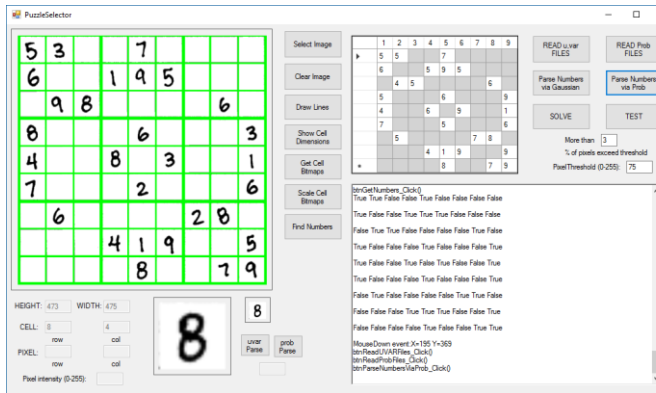 PuzzleSelector
5 3 7
6 1 9 5
9 8 6
8 6 3
4 8 3 1
7 2 6
6 2 8
4 1 9 5
8 7 9
Select Image
Clear Image
Draw Lines
Show Cell Dimensions
Get Cell Bitmaps
Scale Cell Bitmaps
Find Numbers
1 2 3 4 5 6 7 8 9
5 5 7
6 5 9 5
4 5 6
5 6 9
4 6 9 1
7 5 6
5 7 8
4 1 9 9
8 7 9
READ u.var FILES
READ Prob FILES
Parse Numbers via Gaussian
Parse Numbers via Prob
SOLVE
TEST
More than 3
% of pixels exceed threshold
PixelThreshold (0-255): 75
btnGetNumbers_Click()
True True False False True False False False False
True False False True True True False False False
False True True False False False False True False
True False False False True False False False True
True False False True False True False False True
True False False False True False False False True
False True False False False False True True False
False False False True True True False False True
False False False False True False False True True
MouseDown event: X=195 Y=369
btnReadUVARFiles_Click()
btnReadProbFiles_Click()
btnParseNumbersViaProb_Click()
HEIGHT: 473 WIDTH: 475
CELL: 8 4
row col
PIXEL:
row col
Pixel intensity (0-255):
8
8
uvar Parse
prob Parse